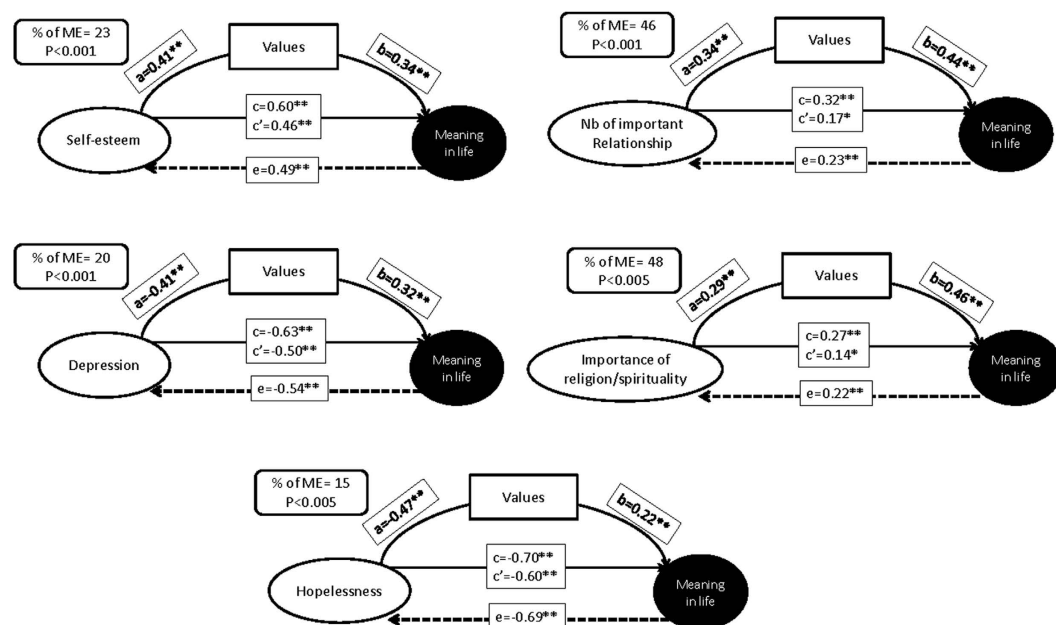 % of ME= 23
P<0.001
Values
a=0.41**
b=0.34**
c=0.60**
c'=0.46**
Self-esteem
Meaning
in life
e=0.49**
% of ME= 46
P<0.001
Values
a=0.34**
b=0.44**
c=0.32**
c'=0.17*
Nb of important
Relationship
Meaning
in life
e=0.23**
% of ME= 20
P<0.001
Values
a=-0.41**
b=0.32**
c=-0.63**
c'=-0.50**
Depression
Meaning
in life
e=-0.54**
% of ME= 48
P<0.005
Values
a=0.29**
b=0.46**
c=0.27**
c'=0.14*
Importance of
religion/spirituality
Meaning
in life
e=0.22**
% of ME= 15
P<0.005
Values
a=-0.47**
b=0.22**
c=-0.70**
c'=-0.60**
Hopelessness
Meaning
in life
e=-0.69**